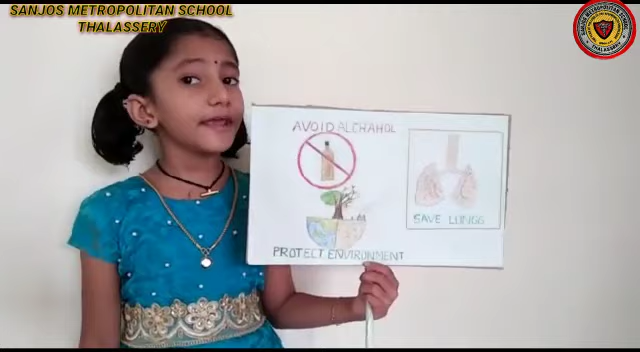 SANJOS METROPOLITAN SCHOOL
THALASSERY
AVOID ALCHAHOL
SAVE LUNGS
PROTECT ENVIRONMENT